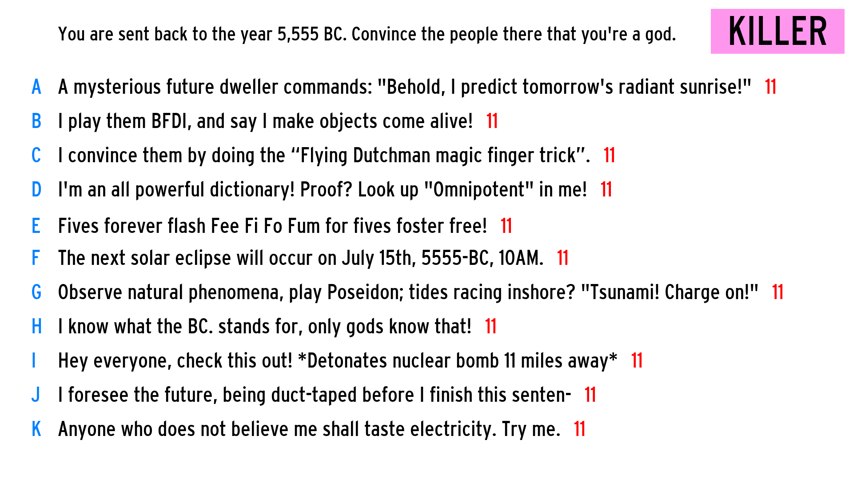 You are sent back to the year 5,555 BC. Convince the people there that you're a god.
KILLER
A A mysterious future dweller commands: "Behold, I predict tomorrow's radiant sunrise!" 11
B I play them BFDI, and say I make objects come alive! 11
C I convince them by doing the “Flying Dutchman magic finger trick”. 11
D I'm an all powerful dictionary! Proof? Look up "Omnipotent" in me! 11
E Fives forever flash Fee Fi Fo Fum for fives foster free! 11
F The next solar eclipse will occur on July 15th, 5555-BC, 10AM. 11
G Observe natural phenomena, play Poseidon; tides racing inshore? "Tsunami! Charge on!" 11
H I know what the BC. stands for, only gods know that! 11
I Hey everyone, check this out! *Detonates nuclear bomb 11 miles away* 11
J I foresee the future, being duct-taped before I finish this senten- 11
K Anyone who does not believe me shall taste electricity. Try me. 11